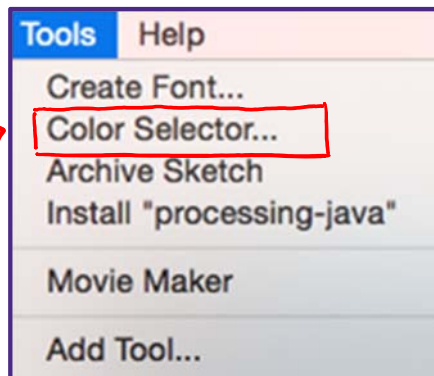 Tools Help
Create Font...
Color Selector...
Archive Sketch
Install "processing-java"
Movie Maker
Add Tool...